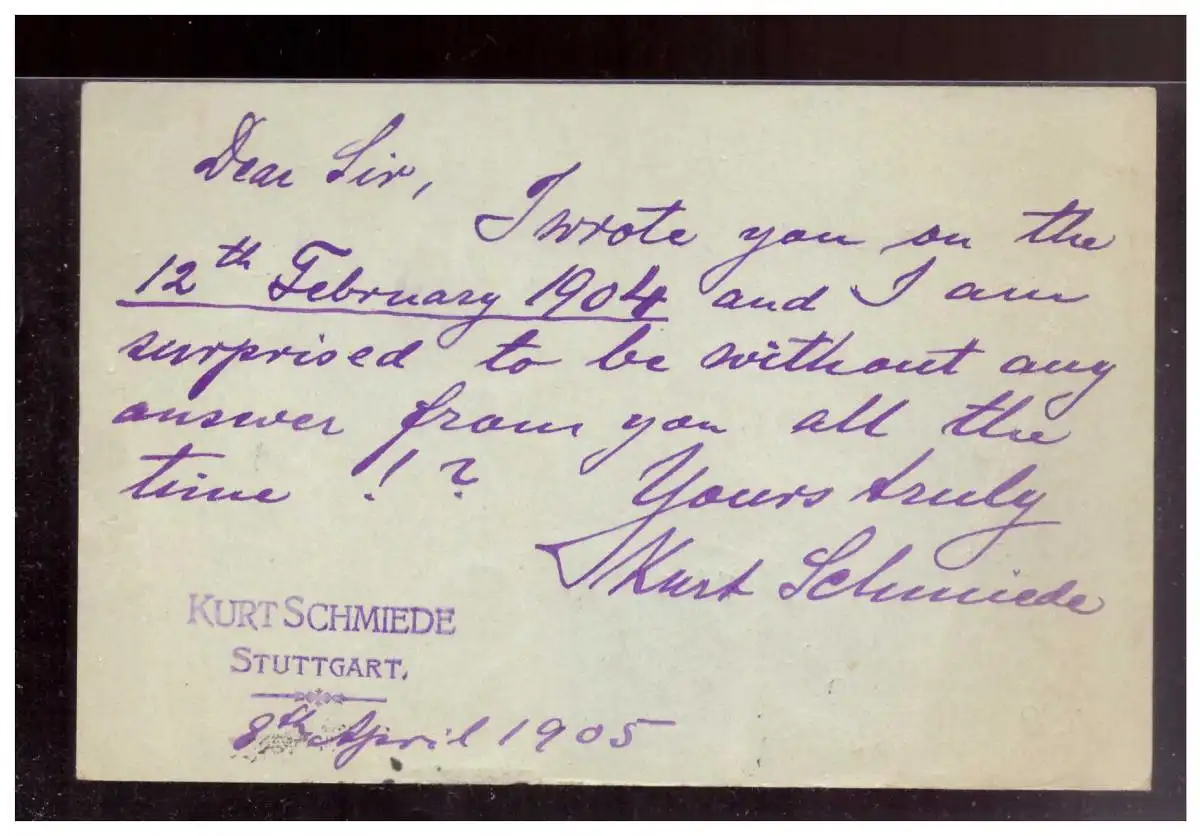 Dear Sir,
I wrote you on the
12th February 1904 and I am
surprised to be without any
answer from you all the
time !?
Yours truly
Kurt Schmiede
KURT SCHMIEDE
STUTTGART,
8th April 1905